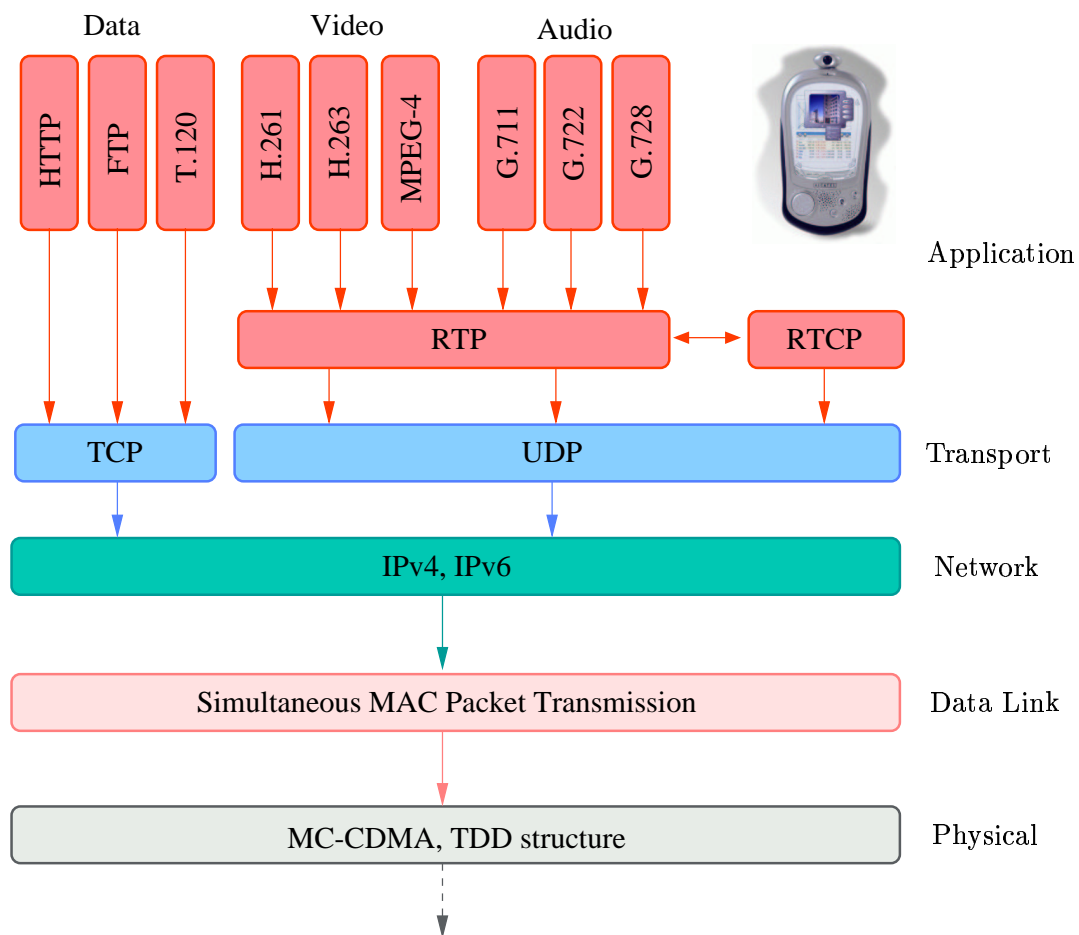 Data
Video
Audio
HTTP
FTP
T.120
H.261
H.263
MPEG-4
G.711
G.722
G.728
Application
RTP
RTCP
TCP
UDP
Transport
IPv4, IPv6
Network
Simultaneous MAC Packet Transmission
Data Link
MC-CDMA, TDD structure
Physical